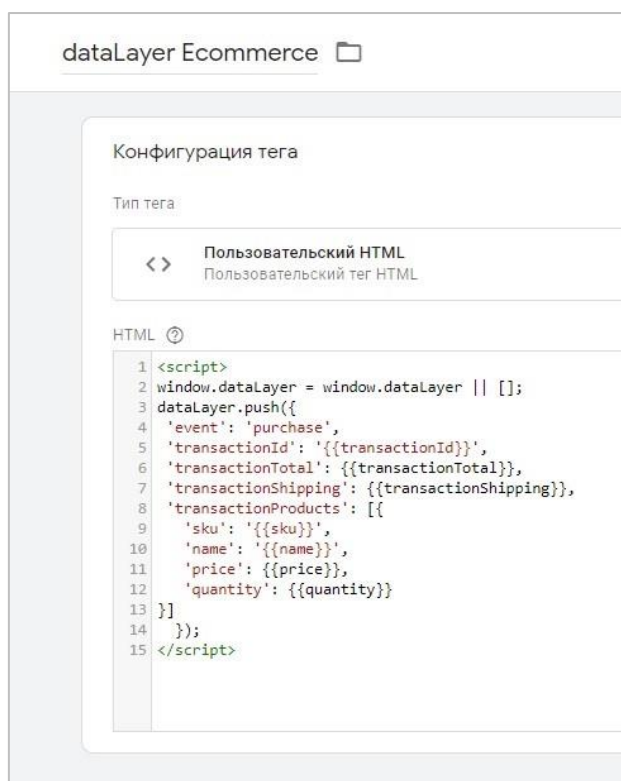 dataLayer Ecommerce
Конфигурация тега
Тип тега
<> Пользовательский HTML
Пользовательский тег HTML
HTML ?
1 <script>
2 window.dataLayer = window.dataLayer || [];
3 dataLayer.push({
4  'event': 'purchase',
5  'transactionId': '{{transactionId}}',
6  'transactionTotal': {{transactionTotal}},
7  'transactionShipping': {{transactionShipping}},
8  'transactionProducts': [{
9    'sku': '{{sku}}',
10    'name': '{{name}}',
11    'price': {{price}},
12    'quantity': {{quantity}}
13 }]
14   });
15 </script>